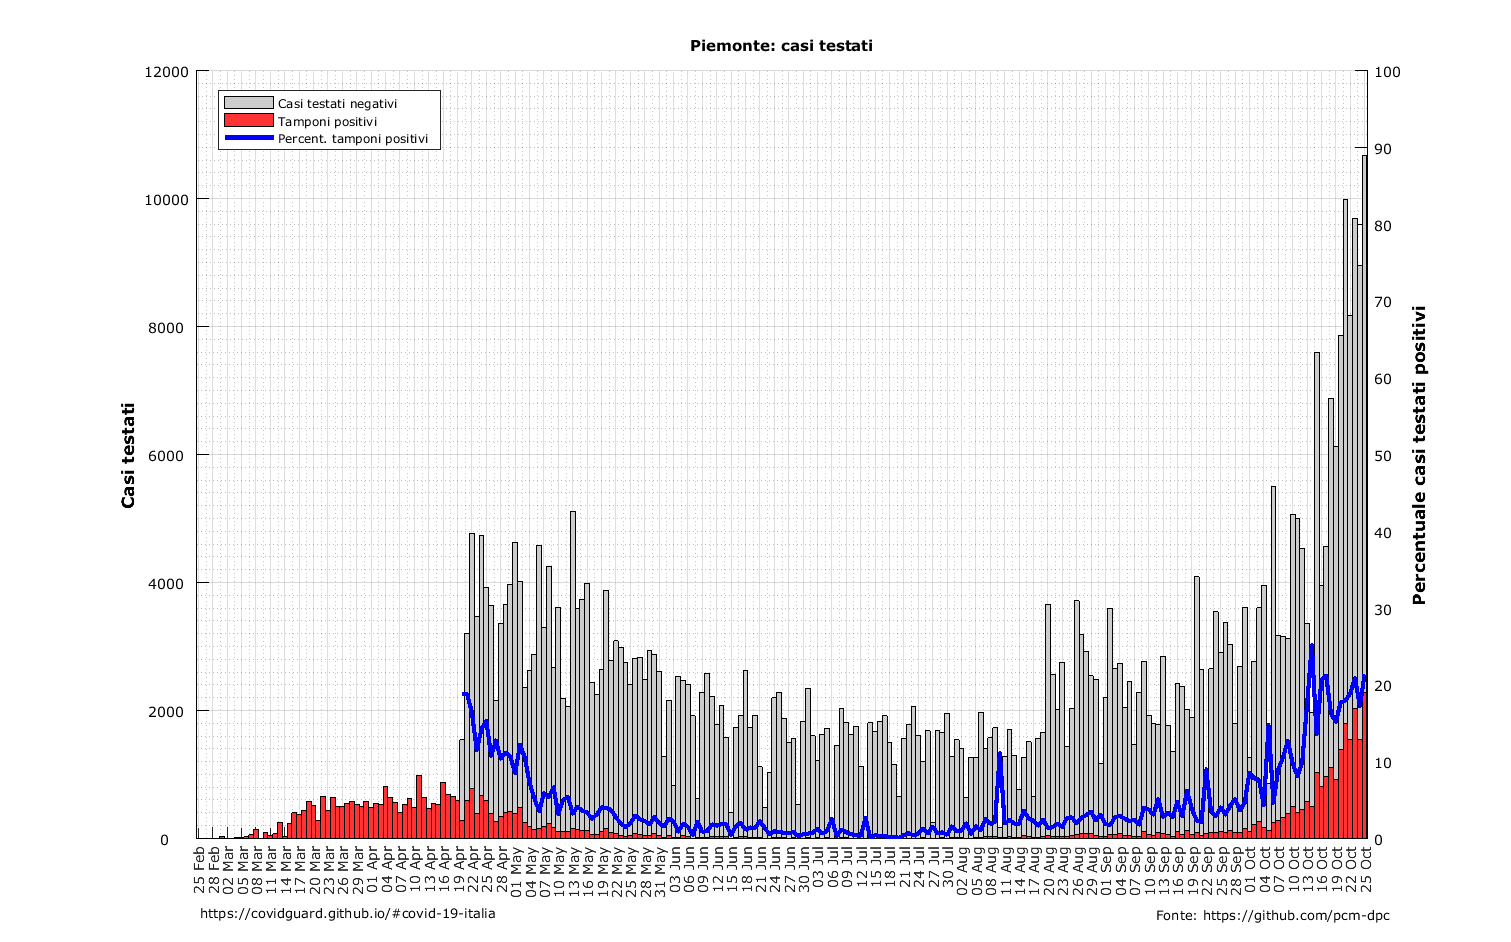 Piemonte: casi testati
12000
10000
8000
6000
4000
2000
0
Casi testati
Casi testati negativi
Tamponi positivi
Percent. tamponi positivi
100
90
80
70
60
50
40
30
20
10
0
Percentuale casi testati positivi
25 Feb
28 Feb
02 Mar
05 Mar
08 Mar
11 Mar
14 Mar
17 Mar
20 Mar
23 Mar
26 Mar
29 Mar
01 Apr
04 Apr
07 Apr
10 Apr
13 Apr
16 Apr
19 Apr
22 Apr
25 Apr
28 Apr
01 May
04 May
07 May
10 May
13 May
16 May
19 May
22 May
25 May
28 May
31 May
03 Jun
06 Jun
09 Jun
12 Jun
15 Jun
18 Jun
21 Jun
24 Jun
27 Jun
30 Jun
03 Jul
06 Jul
09 Jul
12 Jul
15 Jul
18 Jul
21 Jul
24 Jul
27 Jul
30 Jul
02 Aug
05 Aug
08 Aug
11 Aug
14 Aug
17 Aug
20 Aug
23 Aug
26 Aug
29 Aug
01 Sep
04 Sep
07 Sep
10 Sep
13 Sep
16 Sep
19 Sep
22 Sep
25 Sep
28 Sep
01 Oct
04 Oct
07 Oct
10 Oct
13 Oct
16 Oct
19 Oct
22 Oct
25 Oct
https://covidguard.github.io/#covid-19-italia
Fonte: https://github.com/pcm-dpc